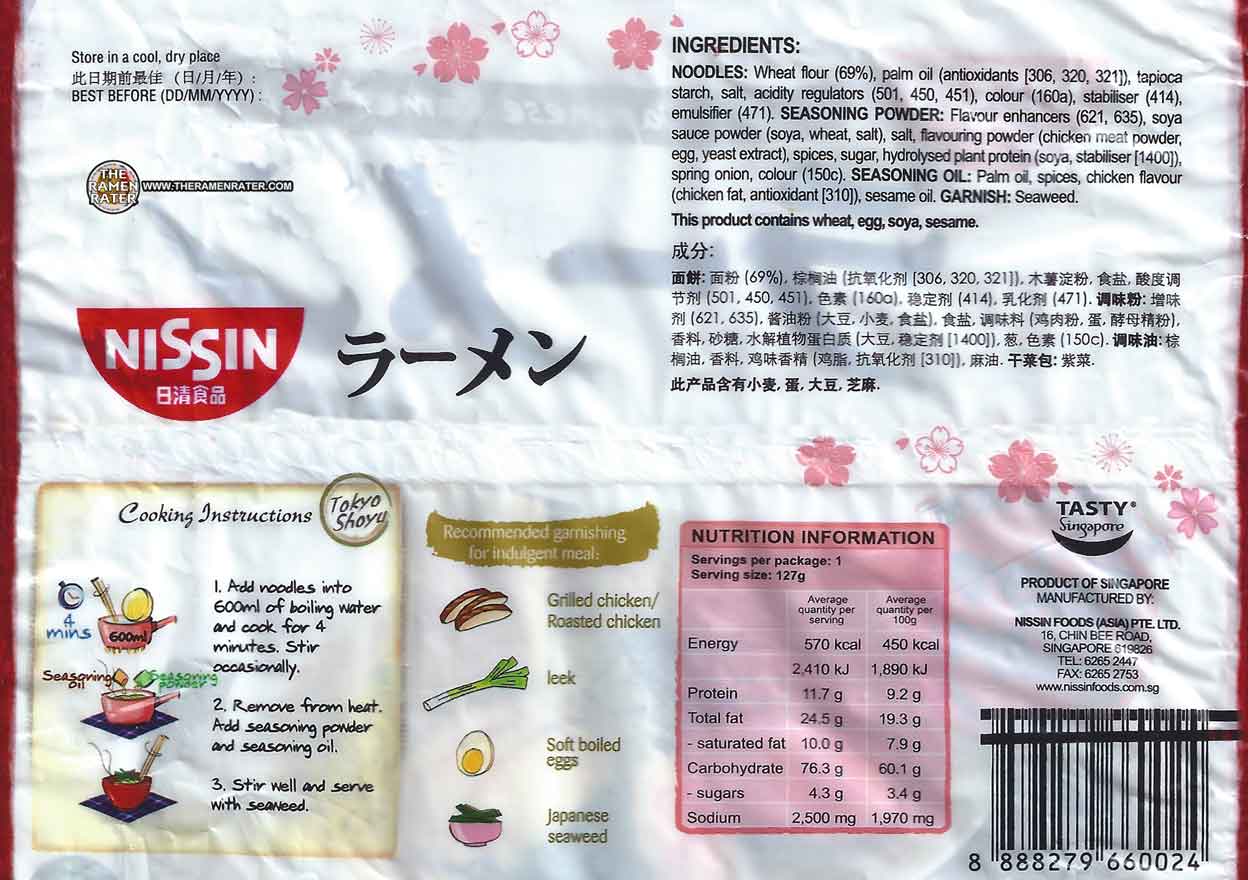 Store in a cool, dry place
此日期前最佳 (日/月/年) :
BEST BEFORE (DD/MM/YYYY) :
THE
RAMEN
RATER
WWW.THERAMENRATER.COM
INGREDIENTS:
NOODLES: Wheat flour (69%), palm oil (antioxidants [306, 320, 321]), tapioca
starch, salt, acidity regulators (501, 450, 451), colour (160a), stabiliser (414),
emulsifier (471). SEASONING POWDER: Flavour enhancers (621, 635), soya
sauce powder (soya, wheat, salt), salt, flavouring powder (chicken meat powder,
egg, yeast extract), spices, sugar, hydrolysed plant protein (soya, stabiliser [1400]),
spring onion, colour (150c). SEASONING OIL: Palm oil, spices, chicken flavour
(chicken fat, antioxidant [310]), sesame oil. GARNISH: Seaweed.
This product contains wheat, egg, soya, sesame.
成分:
面餅: 面粉 (69%), 棕榈油 (抗氧化剂 [306, 320, 321]), 木薯淀粉, 食盐, 酸度调
节剂 (501, 450, 451), 色素 (160a), 稳定剂 (414), 乳化剂 (471). 调味粉: 增味
剂 (621, 635), 酱油粉 (大豆, 小麦, 食盐), 食盐, 调味料 (鸡肉粉, 蛋, 酵母精粉),
香料, 砂糖, 水解植物蛋白质 (大豆, 稳定剂 [1400]), 葱, 色素 (150c). 调味油: 棕
榈油, 香料, 鸡味香精 (鸡脂, 抗氧化剂 [310]), 麻油. 干菜包: 紫菜.
此产品含有小麦, 蛋, 大豆, 芝麻.
NISSIN
日清食品
ラーメン
Cooking Instructions
Tokyo
Shoyu
4
mins
600ml
1. Add noodles into
600ml of boiling water
and cook for 4
minutes. Stir
occasionally.
Seasoning
oil
Seasoning
powder
2. Remove from heat.
Add seasoning powder
and seasoning oil.
3. Stir well and serve
with seaweed.
Recommended garnishing
for indulgent meal:
Grilled chicken/
Roasted chicken
leek
Soft boiled
eggs
Japanese
seaweed
NUTRITION INFORMATION
Servings per package: 1
Serving size: 127g
Average quantity per serving Average quantity per 100g
Energy 570 kcal 450 kcal
2,410 kJ 1,890 kJ
Protein 11.7 g 9.2 g
Total fat 24.5 g 19.3 g
- saturated fat 10.0 g 7.9 g
Carbohydrate 76.3 g 60.1 g
- sugars 4.3 g 3.4 g
Sodium 2,500 mg 1,970 mg
TASTY®
Singapore
PRODUCT OF SINGAPORE
MANUFACTURED BY:
NISSIN FOODS (ASIA) PTE. LTD.
16, CHIN BEE ROAD,
SINGAPORE 619826
TEL: 6265 2447
FAX: 6265 2753
www.nissinfoods.com.sg
8 888279 660024